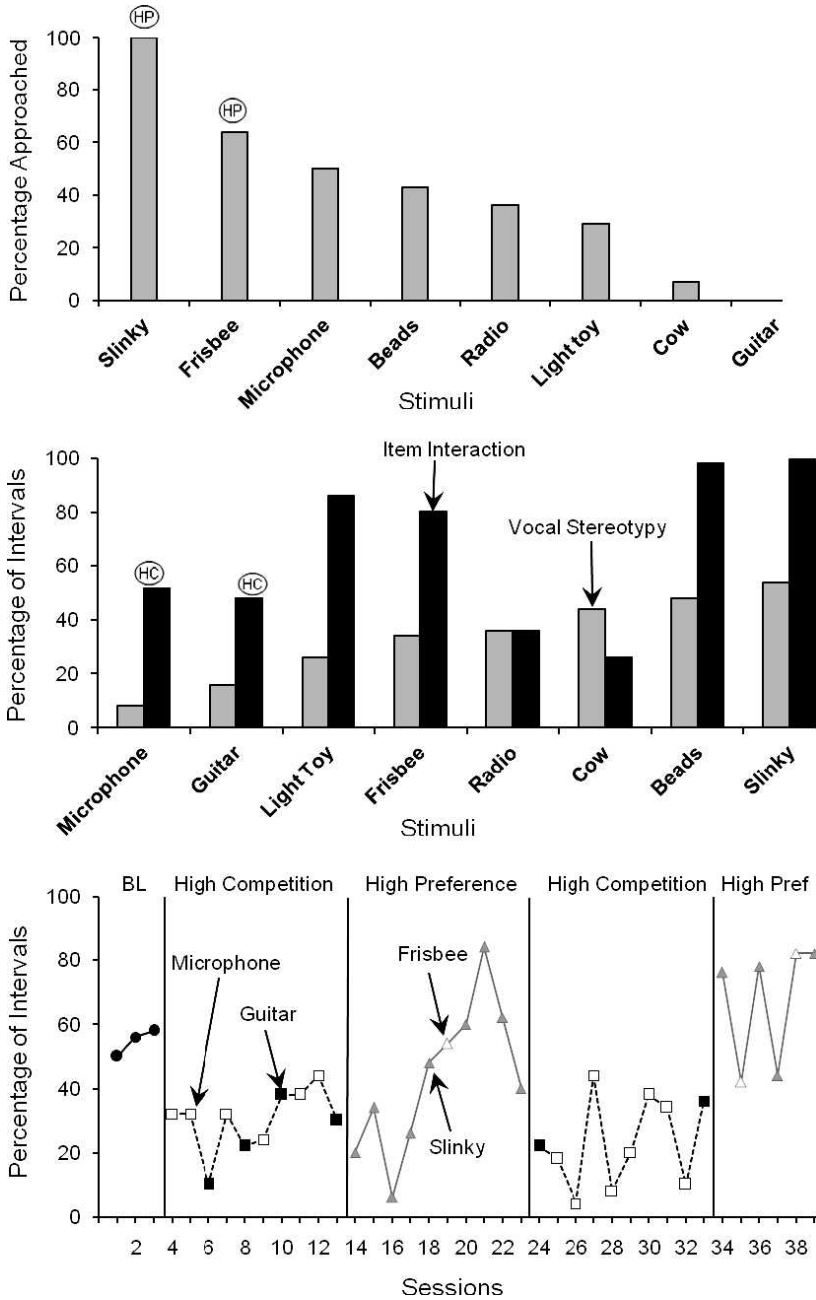 HP
100
HP
80
60
40
20
0
Percentage Approached
Slinky
Frisbee
Microphone
Beads
Radio
Light toy
Cow
Guitar
Stimuli
100
Item Interaction
80
Vocal Stereotypy
HC
HC
60
40
20
0
Percentage of Intervals
Microphone
Guitar
Light Toy
Frisbee
Radio
Cow
Beads
Slinky
Stimuli
100
BL High Competition High Preference High Competition High Pref
80
Microphone
Frisbee
60
Guitar
40
Slinky
20
0
Percentage of Intervals
2 4 6 8 10 12 14 16 18 20 22 24 26 28 30 32 34 36 38
Sessions